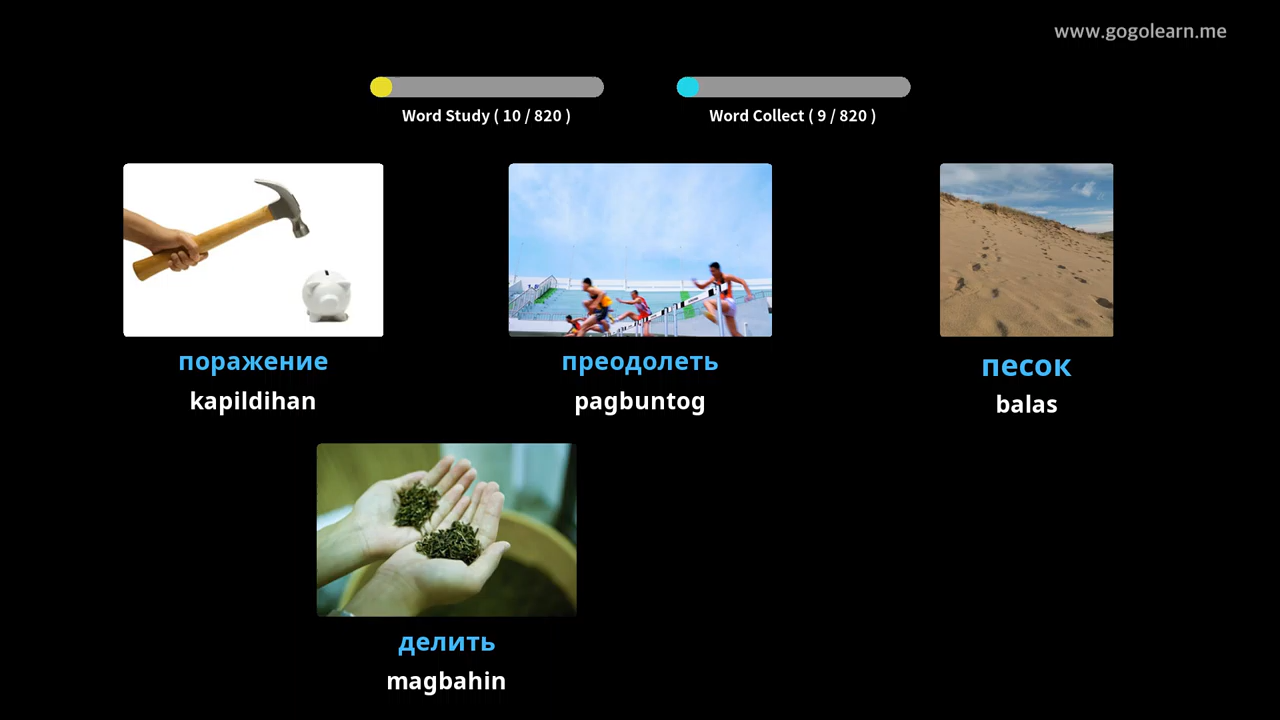 www.gogolearn.me
Word Study ( 10 / 820 )
Word Collect ( 9 / 820 )
поражение
kapildihan
преодолеть
pagbuntog
песок
balas
делить
magbahin